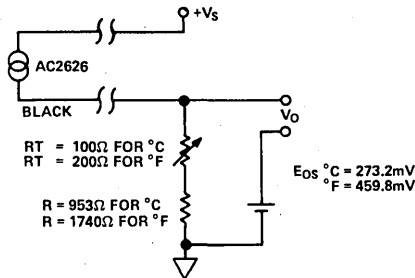 +VS
AC2626
BLACK
VO
RT = 100Ω FOR °C
RT = 200Ω FOR °F
EOS °C = 273.2mV
°F = 459.8mV
R = 953Ω FOR °C
R = 1740Ω FOR °F